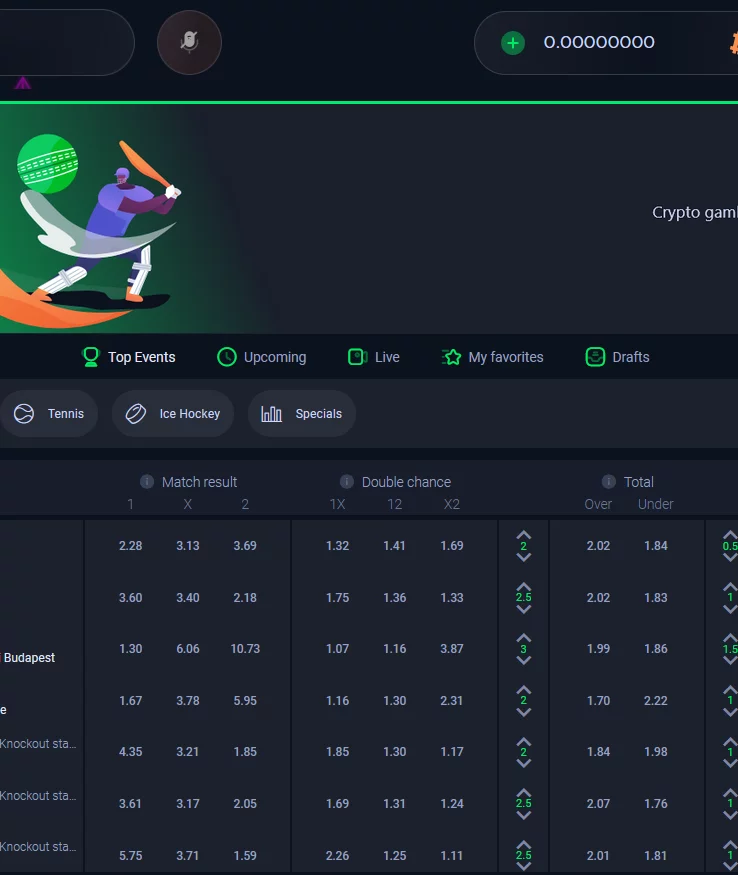 0.00000000
Crypto gaml
Top Events Upcoming Live My favorites Drafts
Tennis Ice Hockey Specials
Match result Double chance Total
1 X 2 1X 12 X2 Over Under
2.28 3.13 3.69 1.32 1.41 1.69 2 2.02 1.84 0.5
3.60 3.40 2.18 1.75 1.36 1.33 2.5 2.02 1.83 1
Budapest 1.30 6.06 10.73 1.07 1.16 3.87 3 1.99 1.86 1.5
e 1.67 3.78 5.95 1.16 1.30 2.31 2 1.70 2.22 1
Knockout sta...
4.35 3.21 1.85 1.85 1.30 1.17 2 1.84 1.98 1
Knockout sta...
3.61 3.17 2.05 1.69 1.31 1.24 2.5 2.07 1.76 1
Knockout sta...
5.75 3.71 1.59 2.26 1.25 1.11 2.5 2.01 1.81 1